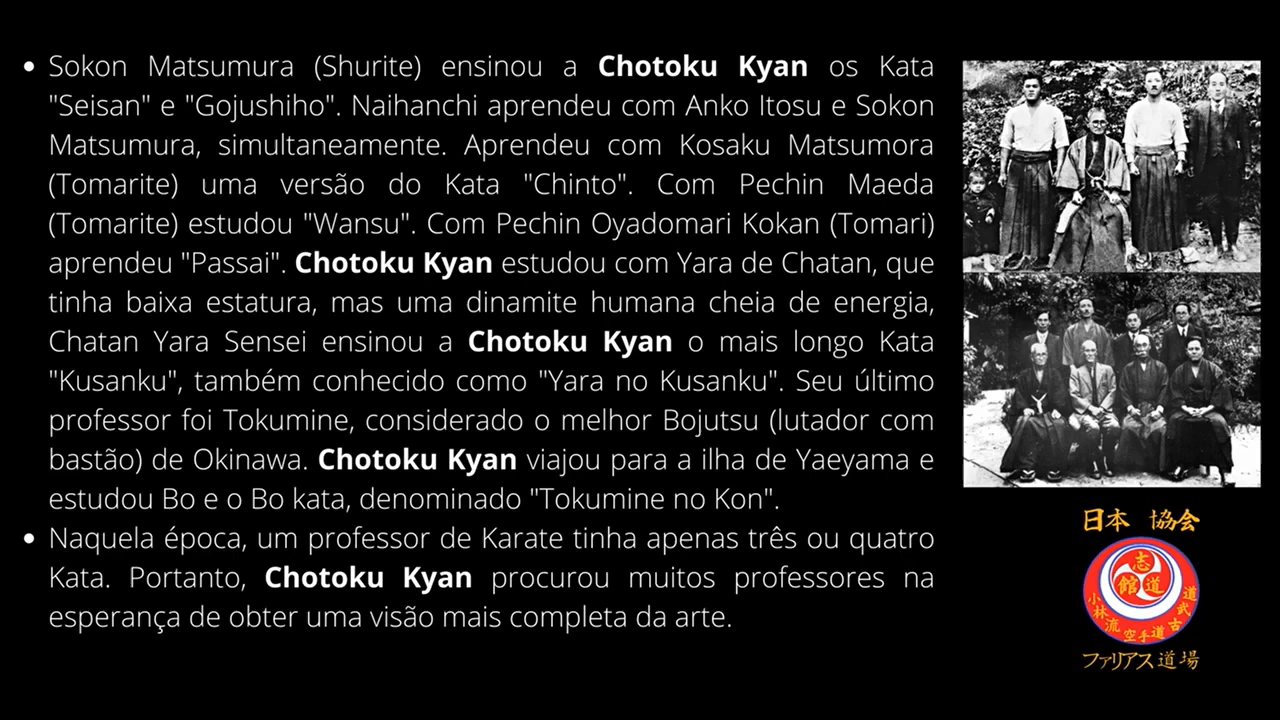 • Sokon Matsumura (Shurite) ensinou a Chotoku Kyan os Kata
"Seisan" e "Gojushiho". Naihanchi aprendeu com Anko Itosu e Sokon
Matsumura, simultaneamente. Aprendeu com Kosaku Matsumora
(Tomarite) uma versão do Kata "Chinto". Com Pechin Maeda
(Tomarite) estudou "Wansu". Com Pechin Oyadomari Kokan (Tomari)
aprendeu "Passai". Chotoku Kyan estudou com Yara de Chatan, que
tinha baixa estatura, mas uma dinamite humana cheia de energia,
Chatan Yara Sensei ensinou a Chotoku Kyan o mais longo Kata
"Kusanku", também conhecido como "Yara no Kusanku". Seu último
professor foi Tokumine, considerado o melhor Bojutsu (lutador com
bastão) de Okinawa. Chotoku Kyan viajou para a ilha de Yaeyama e
estudou Bo e o Bo kata, denominado "Tokumine no Kon".
• Naquela época, um professor de Karate tinha apenas três ou quatro
Kata. Portanto, Chotoku Kyan procurou muitos professores na
esperança de obter uma visão mais completa da arte.
日本 協会
志
館道
小林流空手道古武道
ファリアス道場